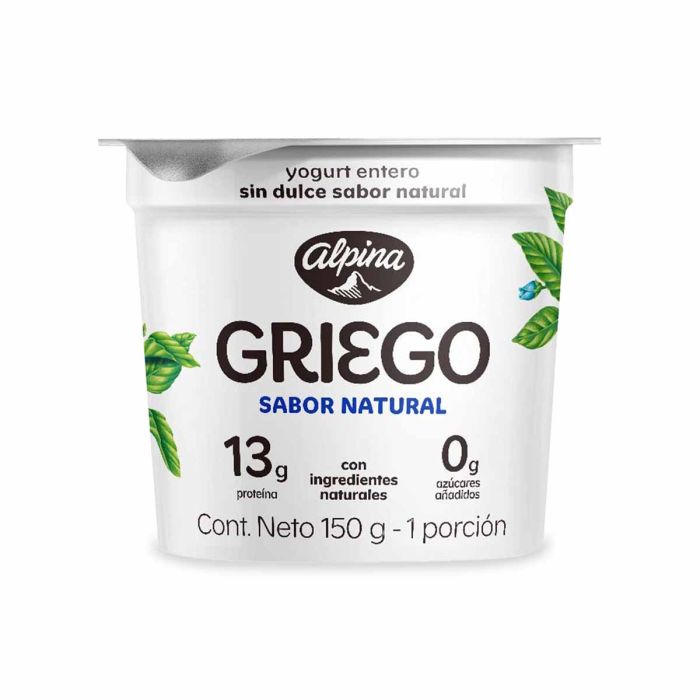 yogurt entero
sin dulce sabor natural
alpina
GRIEGO
SABOR NATURAL
13g
proteína
con
ingredientes
naturales
0g
azúcares
añadidos
Cont. Neto 150 g - 1 porción